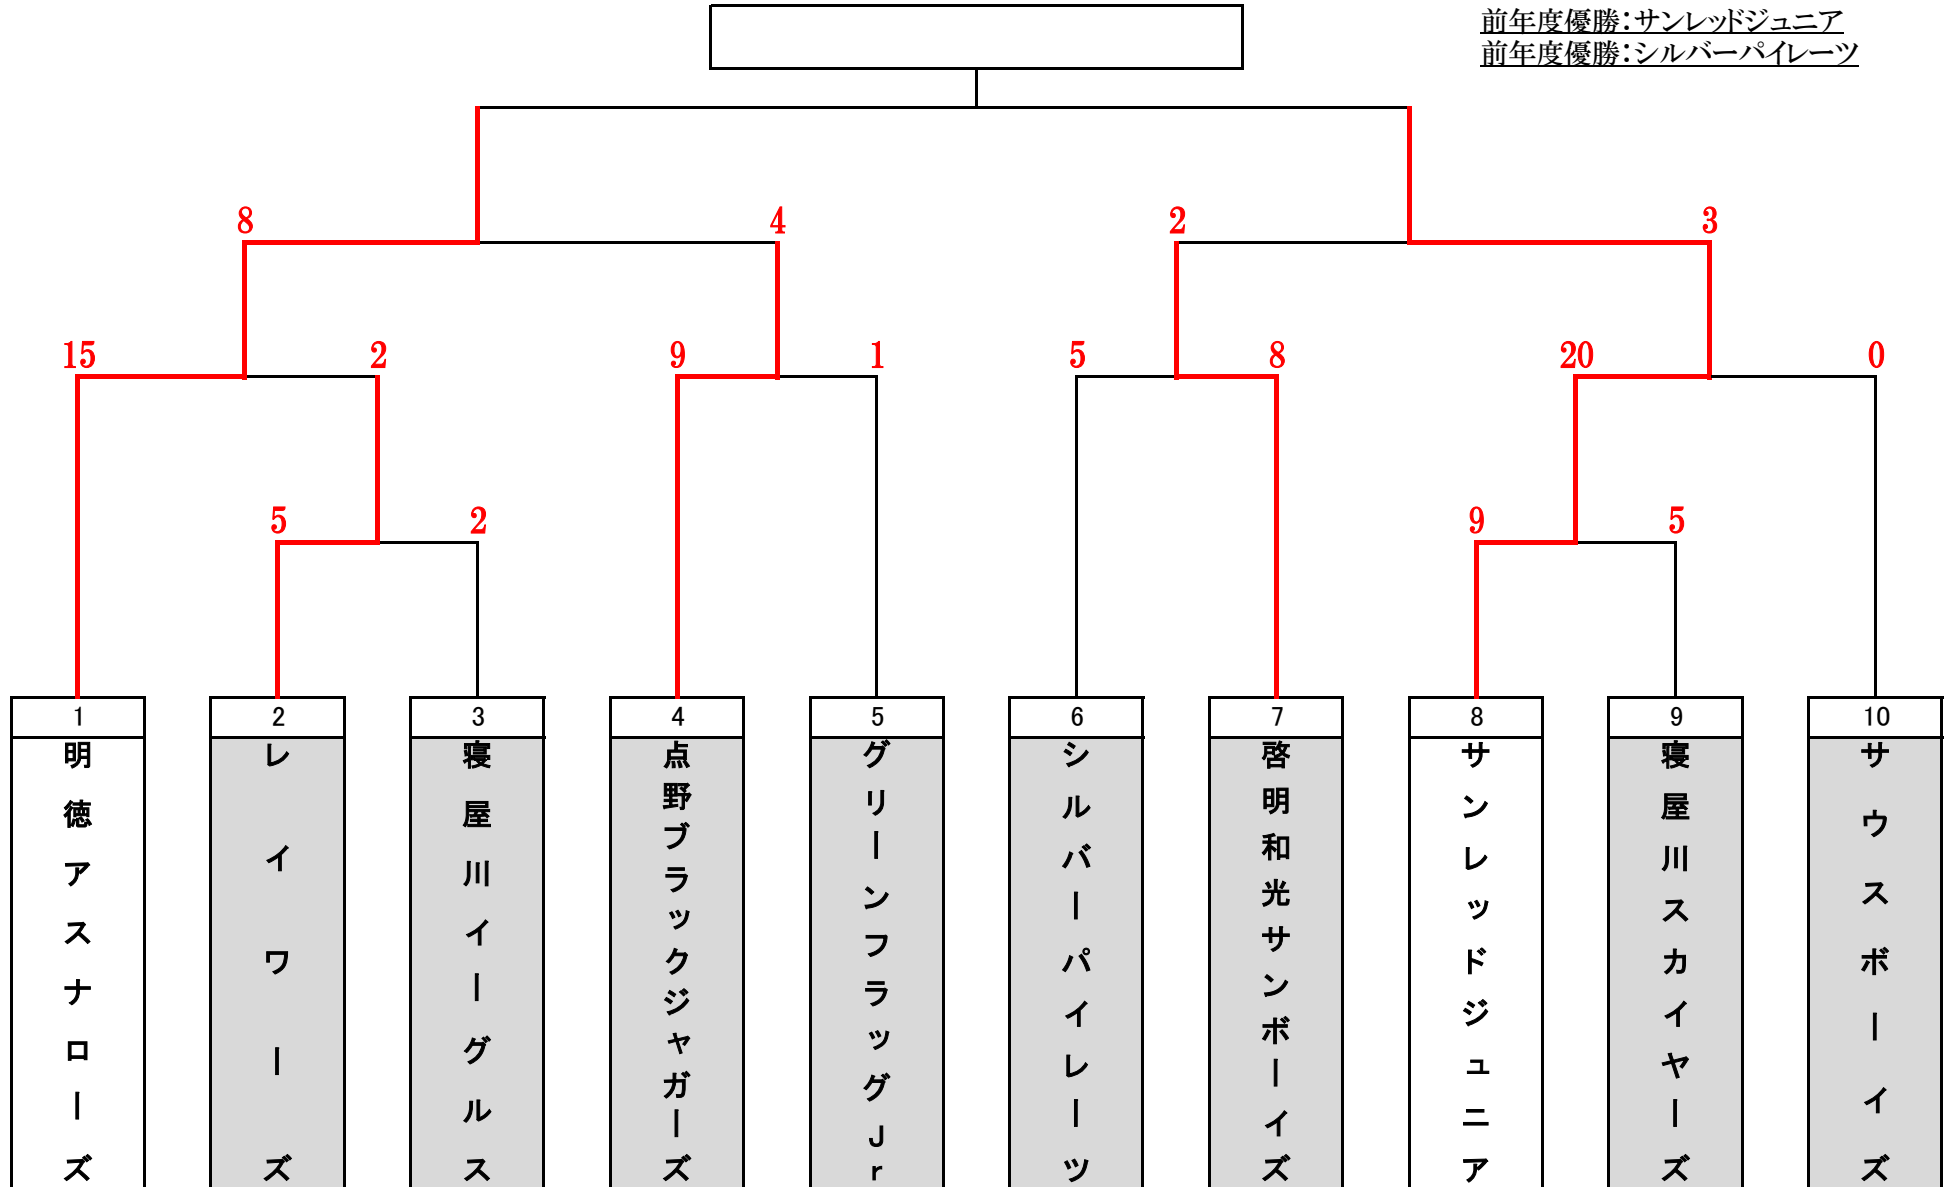 前年度優勝：サンレッドジュニア
前年度優勝：シルバーパイレーツ
8 4 2 3
15 2 9 1 5 8 20 0
5 2 9 5
1 2 3 4 5 6 7 8 9 10
明徳アスナローズ
レイワーズ
寝屋川イーグルス
点野ブラックジャガーズ
グリーンフラッグJr
シルバーパイレーツ
啓明和光サンボーイズ
サンレッドジュニア
寝屋川スカイヤーズ
サウスボーイズ